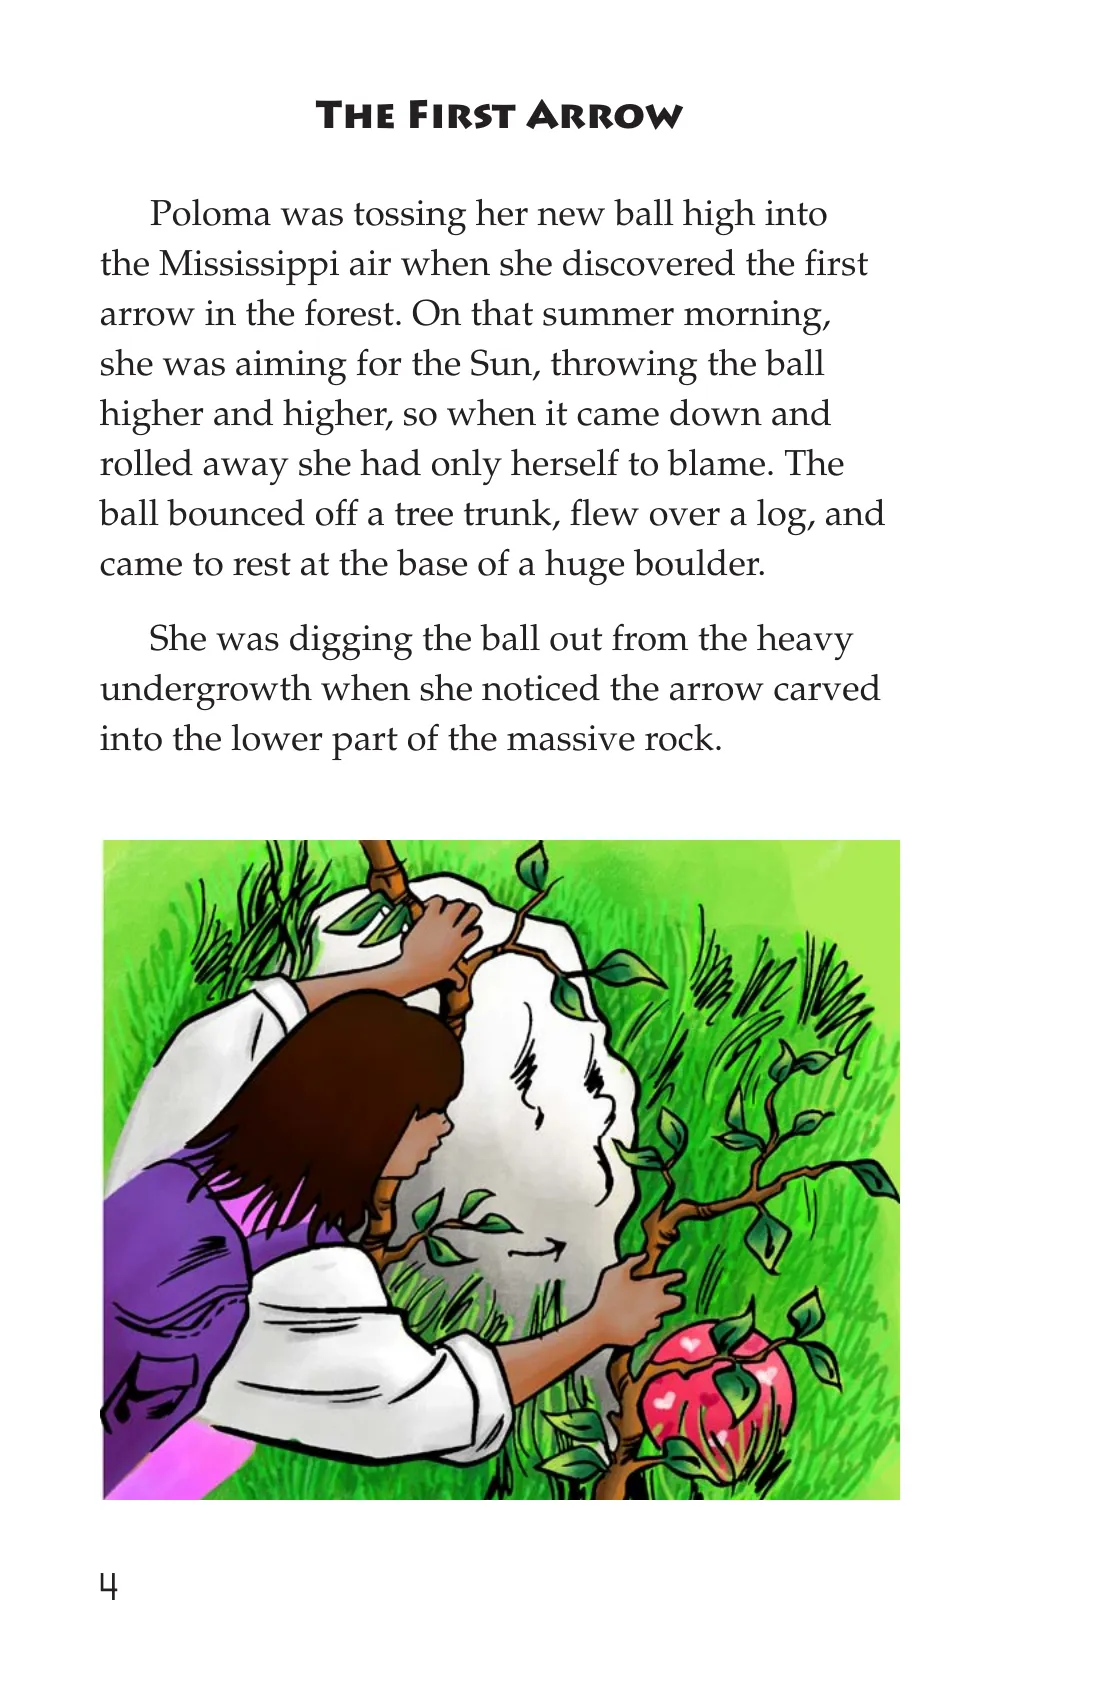 The First Arrow
Poloma was tossing her new ball high into
the Mississippi air when she discovered the first
arrow in the forest. On that summer morning,
she was aiming for the Sun, throwing the ball
higher and higher, so when it came down and
rolled away she had only herself to blame. The
ball bounced off a tree trunk, flew over a log, and
came to rest at the base of a huge boulder.
She was digging the ball out from the heavy
undergrowth when she noticed the arrow carved
into the lower part of the massive rock.
4